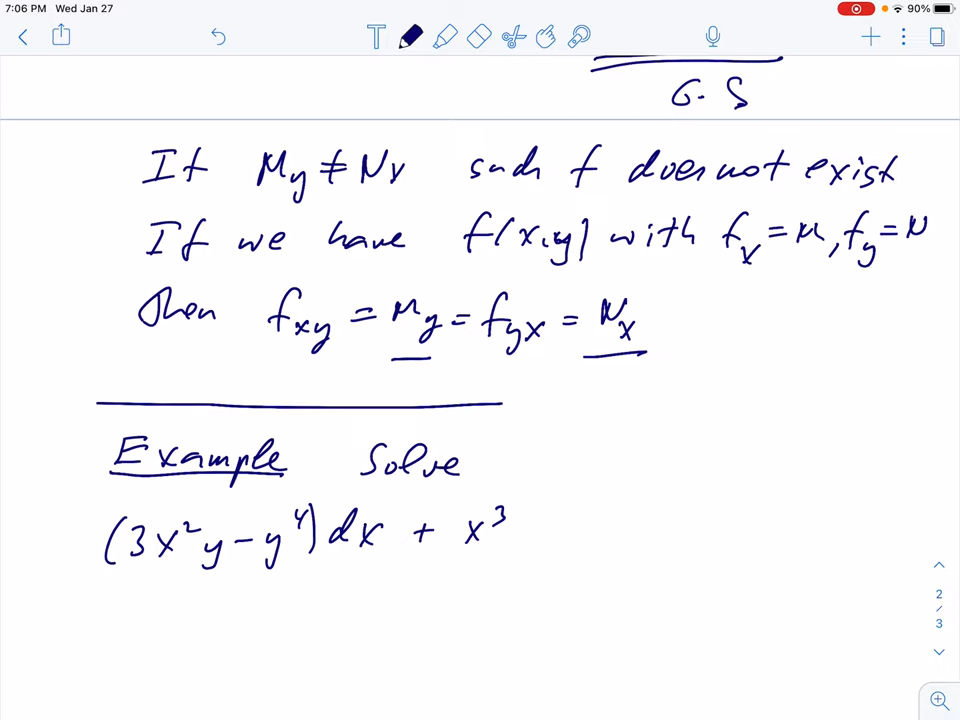 7:06 PM Wed Jan 27
90%
G. S
If My ≠ Nx such f does not exist
If we have f(x,y) with fx = M, fy = N
then fxy = My = fyx = Nx
Example Solve
(3x²y - y⁴)dx + x³
2
/
3